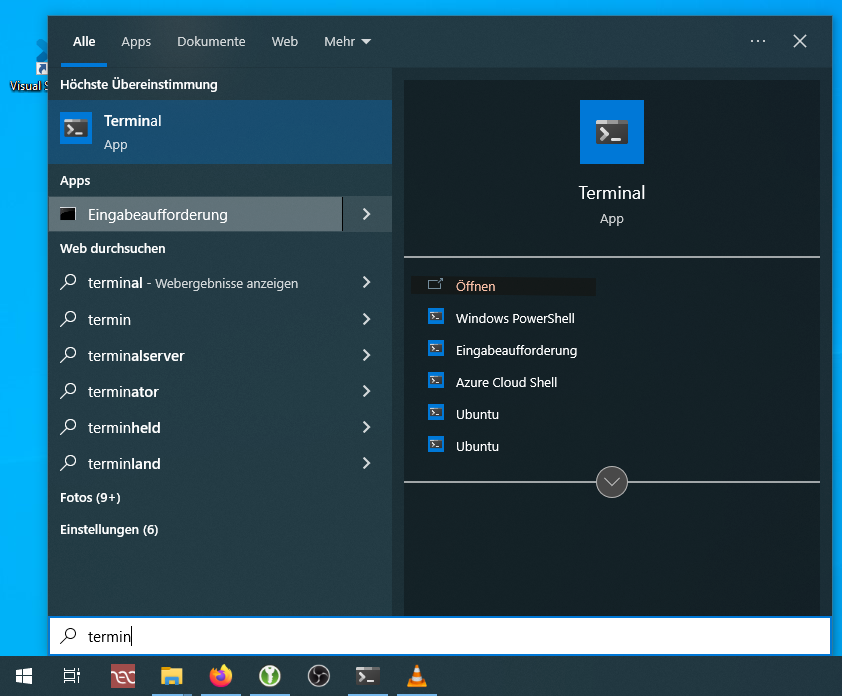 Alle
Apps
Dokumente
Web
Mehr
Visual S
Höchste Übereinstimmung
Terminal
App
Apps
Eingabeaufforderung
Web durchsuchen
terminal - Webergebnisse anzeigen
termin
terminalserver
terminator
terminheld
terminland
Fotos (9+)
Einstellungen (6)
Terminal
App
Öffnen
Windows PowerShell
Eingabeaufforderung
Azure Cloud Shell
Ubuntu
Ubuntu
termin